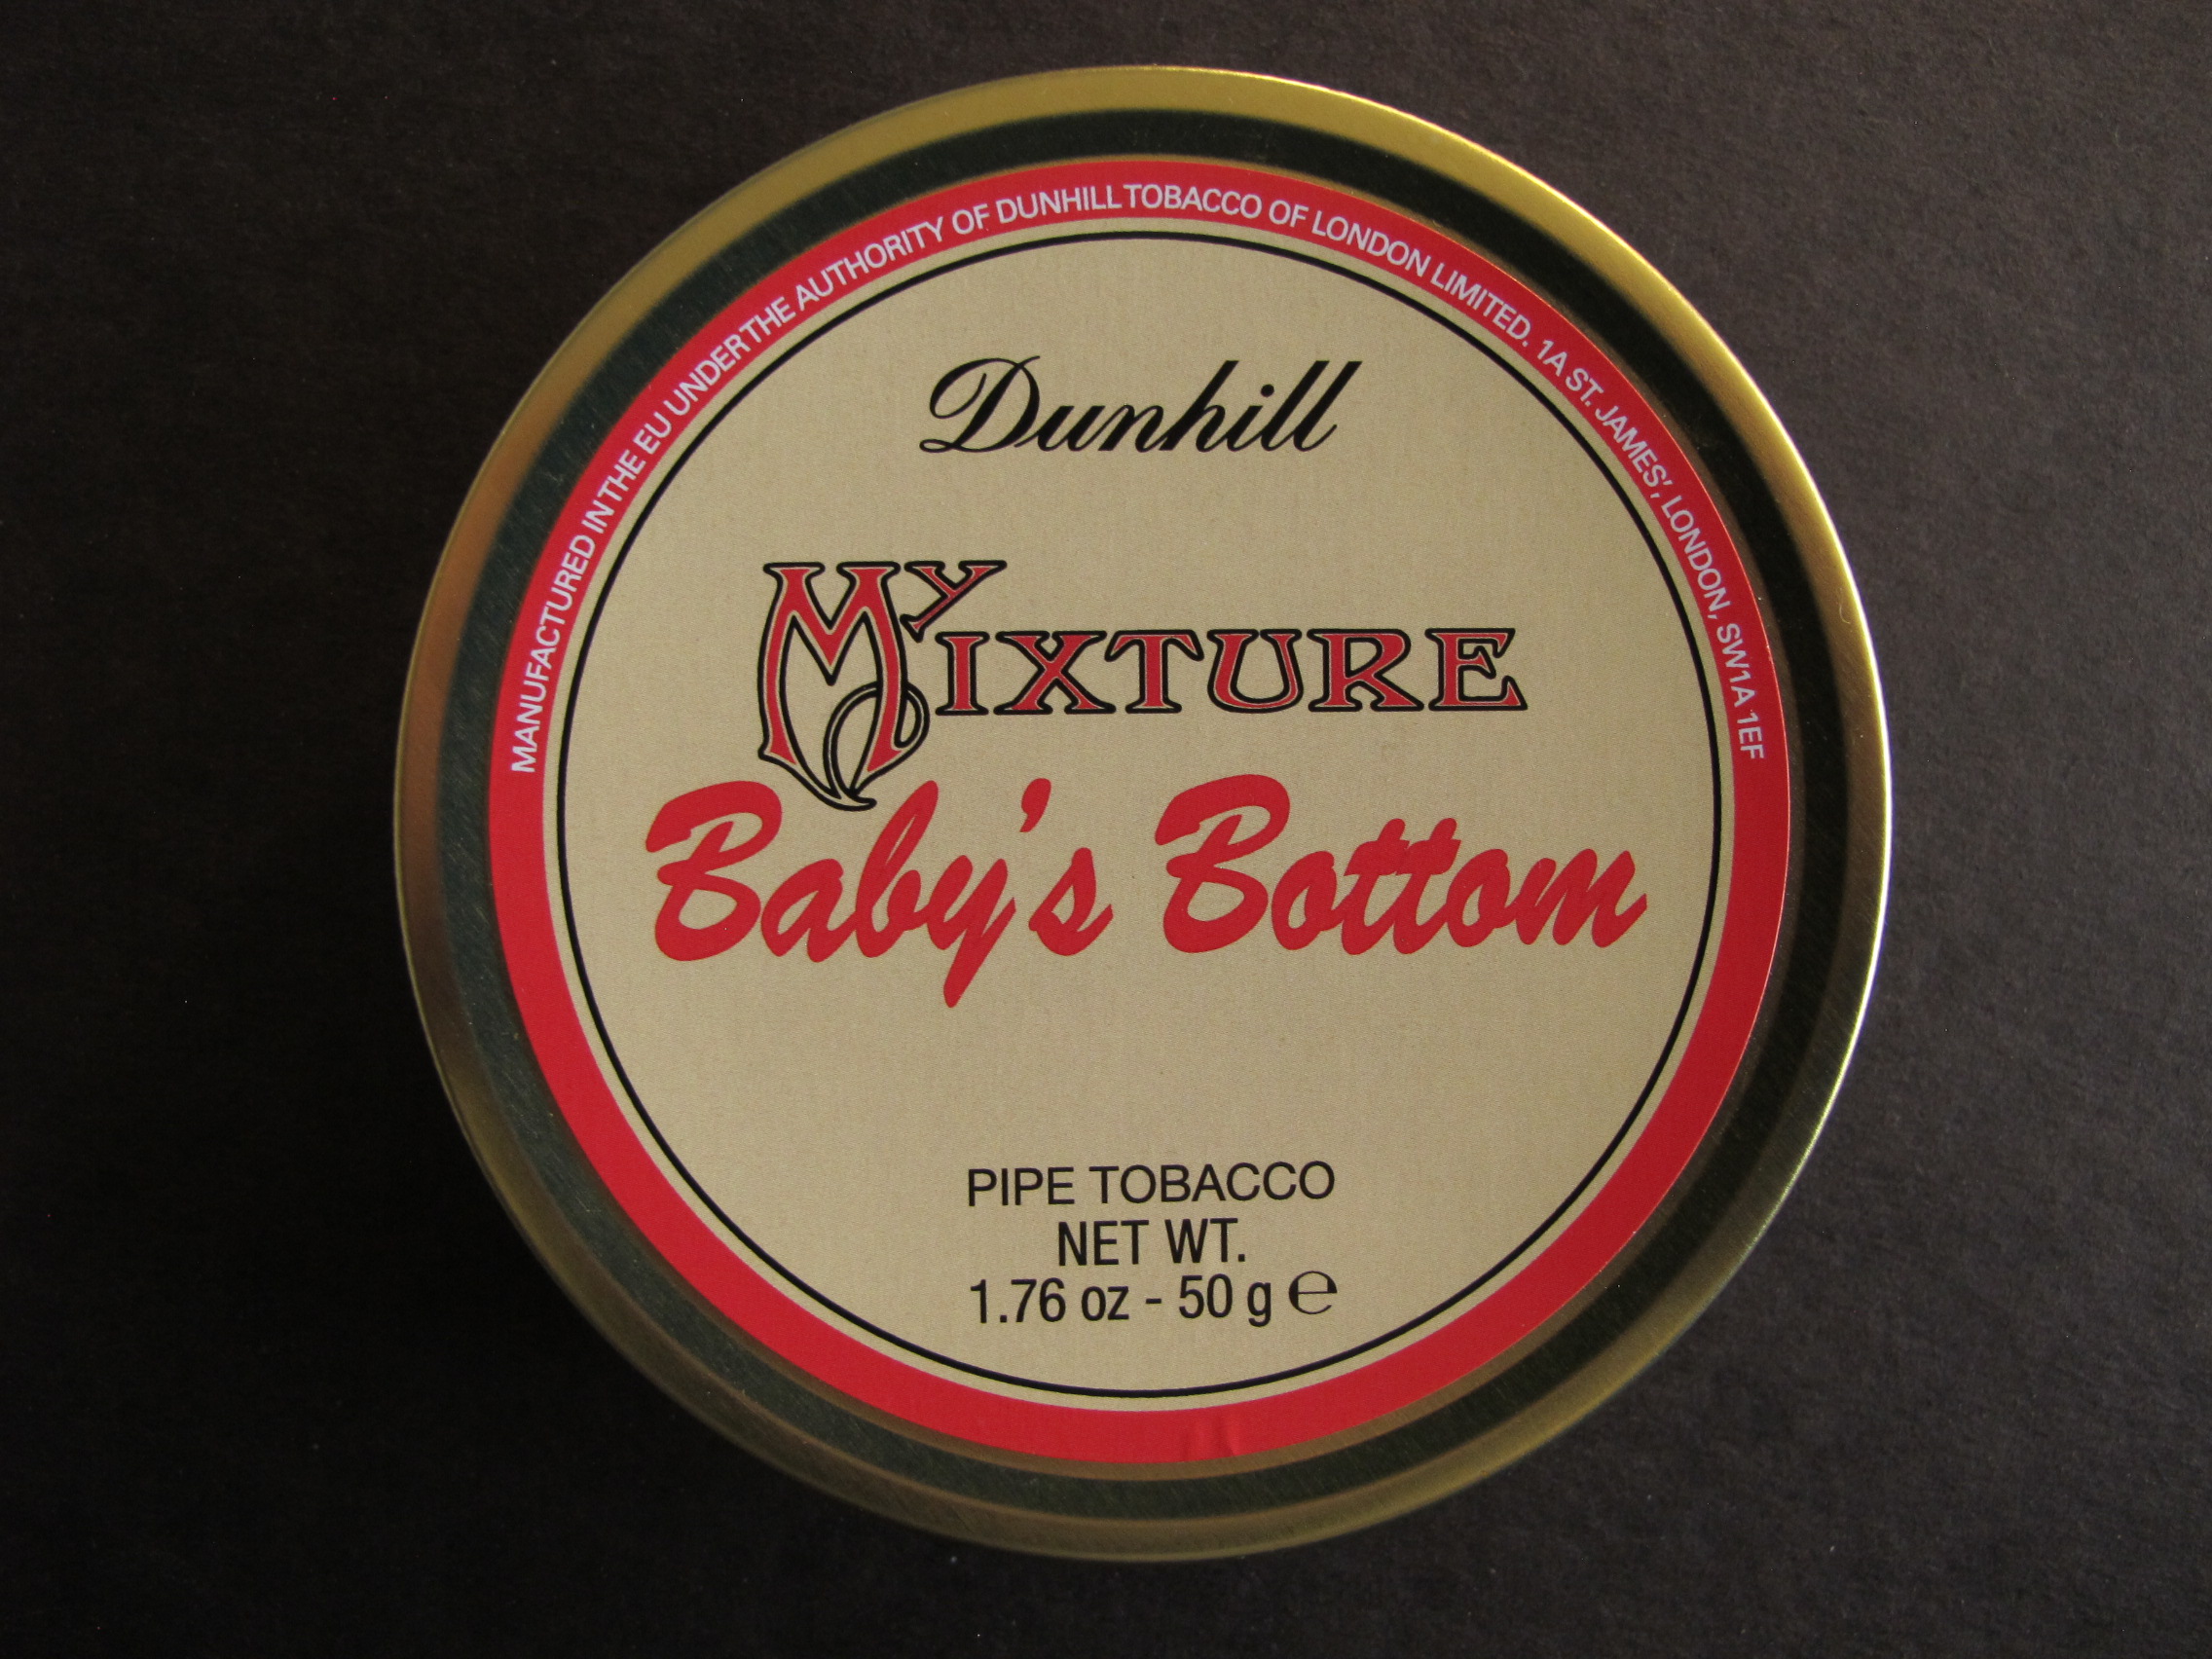 MANUFACTURED IN THE EU UNDER THE AUTHORITY OF DUNHILL TOBACCO OF LONDON LIMITED. 1A ST. JAMES', LONDON, SW1A 1EF
Dunhill
MY MIXTURE
Baby's Bottom
PIPE TOBACCO
NET WT.
1.76 oz - 50 g ℮